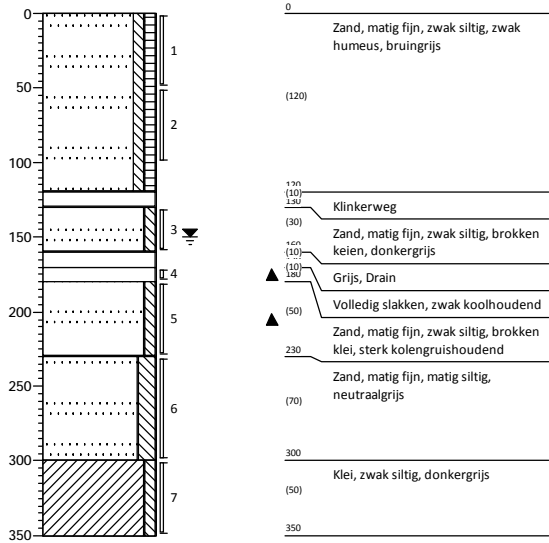 0
50
100
150
200
250
300
350
1
2
3
4
5
6
7
0
Zand, matig fijn, zwak siltig, zwak
humeus, bruingrijs
(120)
120
(10)
130
Klinkerweg
(30)
Zand, matig fijn, zwak siltig, brokken
keien, donkergrijs
160
(10)
Grijs, Drain
(10)
180
Volledig slakken, zwak koolhoudend
(50)
Zand, matig fijn, zwak siltig, brokken
klei, sterk kolengruishoudend
230
Zand, matig fijn, matig siltig,
neutraalgrijs
(70)
300
Klei, zwak siltig, donkergrijs
(50)
350